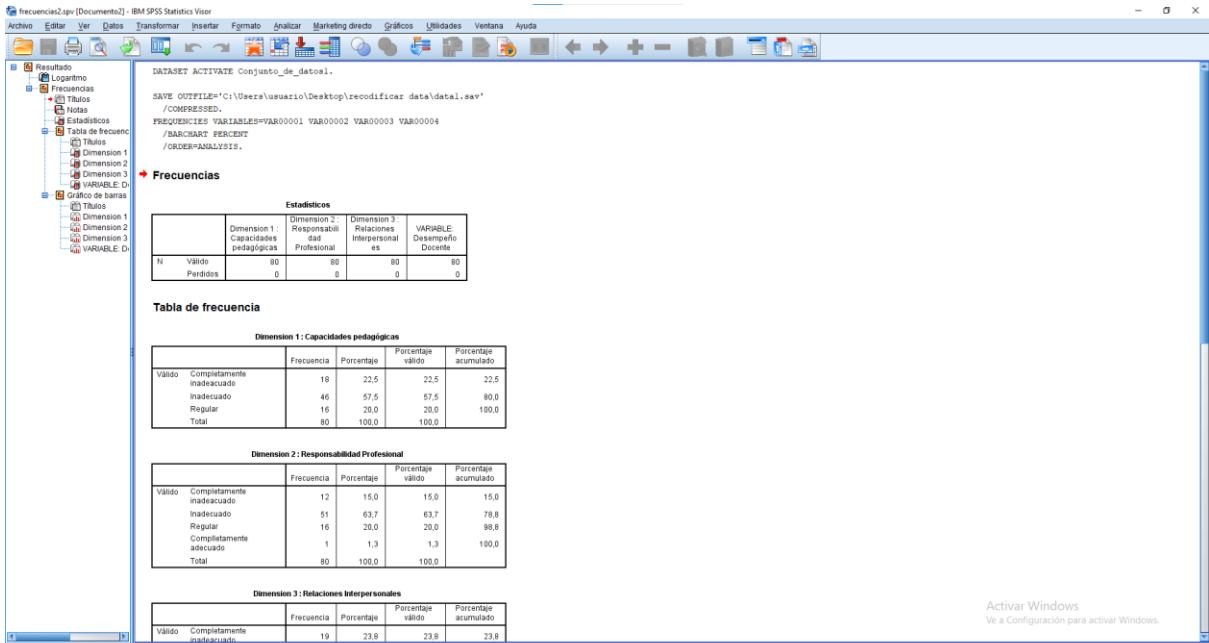 frecuencias2.spv [Documento2] - IBM SPSS Statistics Visor
Archivo Editar Ver Datos Transformar Insertar Formato Analizar Marketing directo Gráficos Utilidades Ventana Ayuda
Resultado
Logaritmo
Frecuencias
Títulos
Notas
Estadísticos
Tabla de frecuenc
Títulos
Dimension 1
Dimension 2
Dimension 3
VARIABLE: D
Gráfico de barras
Títulos
Dimension 1
Dimension 2
Dimension 3
VARIABLE: D
DATASET ACTIVATE Conjunto_de_datos1.
SAVE OUTFILE='C:\Users\usuario\Desktop\recodificar data\data1.sav'
/COMPRESSED.
FREQUENCIES VARIABLES=VAR00001 VAR00002 VAR00003 VAR00004
/BARCHART PERCENT
/ORDER=ANALYSIS.
Frecuencias
Estadísticos
Dimension 1 : Capacidades pedagógicas Dimension 2 : Responsabili dad Profesional Dimension 3 : Relaciones Interpersonal es VARIABLE: Desempeño Docente
N Válido 80 80 80 80
Perdidos 0 0 0 0
Tabla de frecuencia
Dimension 1 : Capacidades pedagógicas
Frecuencia Porcentaje Porcentaje válido Porcentaje acumulado
Válido Completamente inadeacuado 18 22,5 22,5 22,5
Inadecuado 46 57,5 57,5 80,0
Regular 16 20,0 20,0 100,0
Total 80 100,0 100,0
Dimension 2 : Responsabilidad Profesional
Frecuencia Porcentaje Porcentaje válido Porcentaje acumulado
Válido Completamente inadeacuado 12 15,0 15,0 15,0
Inadecuado 51 63,7 63,7 78,8
Regular 16 20,0 20,0 98,8
Complletamente adecuado 1 1,3 1,3 100,0
Total 80 100,0 100,0
Dimension 3 : Relaciones Interpersonales
Frecuencia Porcentaje Porcentaje válido Porcentaje acumulado
Válido Completamente inadeacuado 19 23,8 23,8 23,8
Activar Windows
Ve a Configuración para activar Windows.